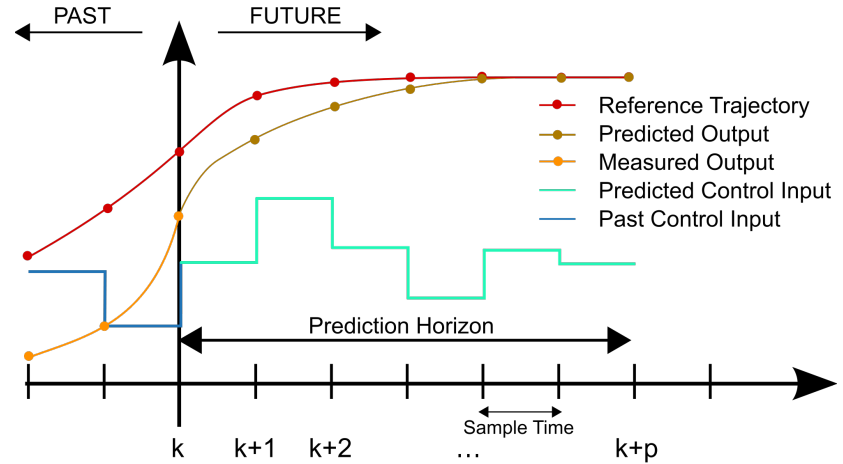 PAST
FUTURE
Reference Trajectory
Predicted Output
Measured Output
Predicted Control Input
Past Control Input
Prediction Horizon
Sample Time
k
k+1
k+2
...
k+p